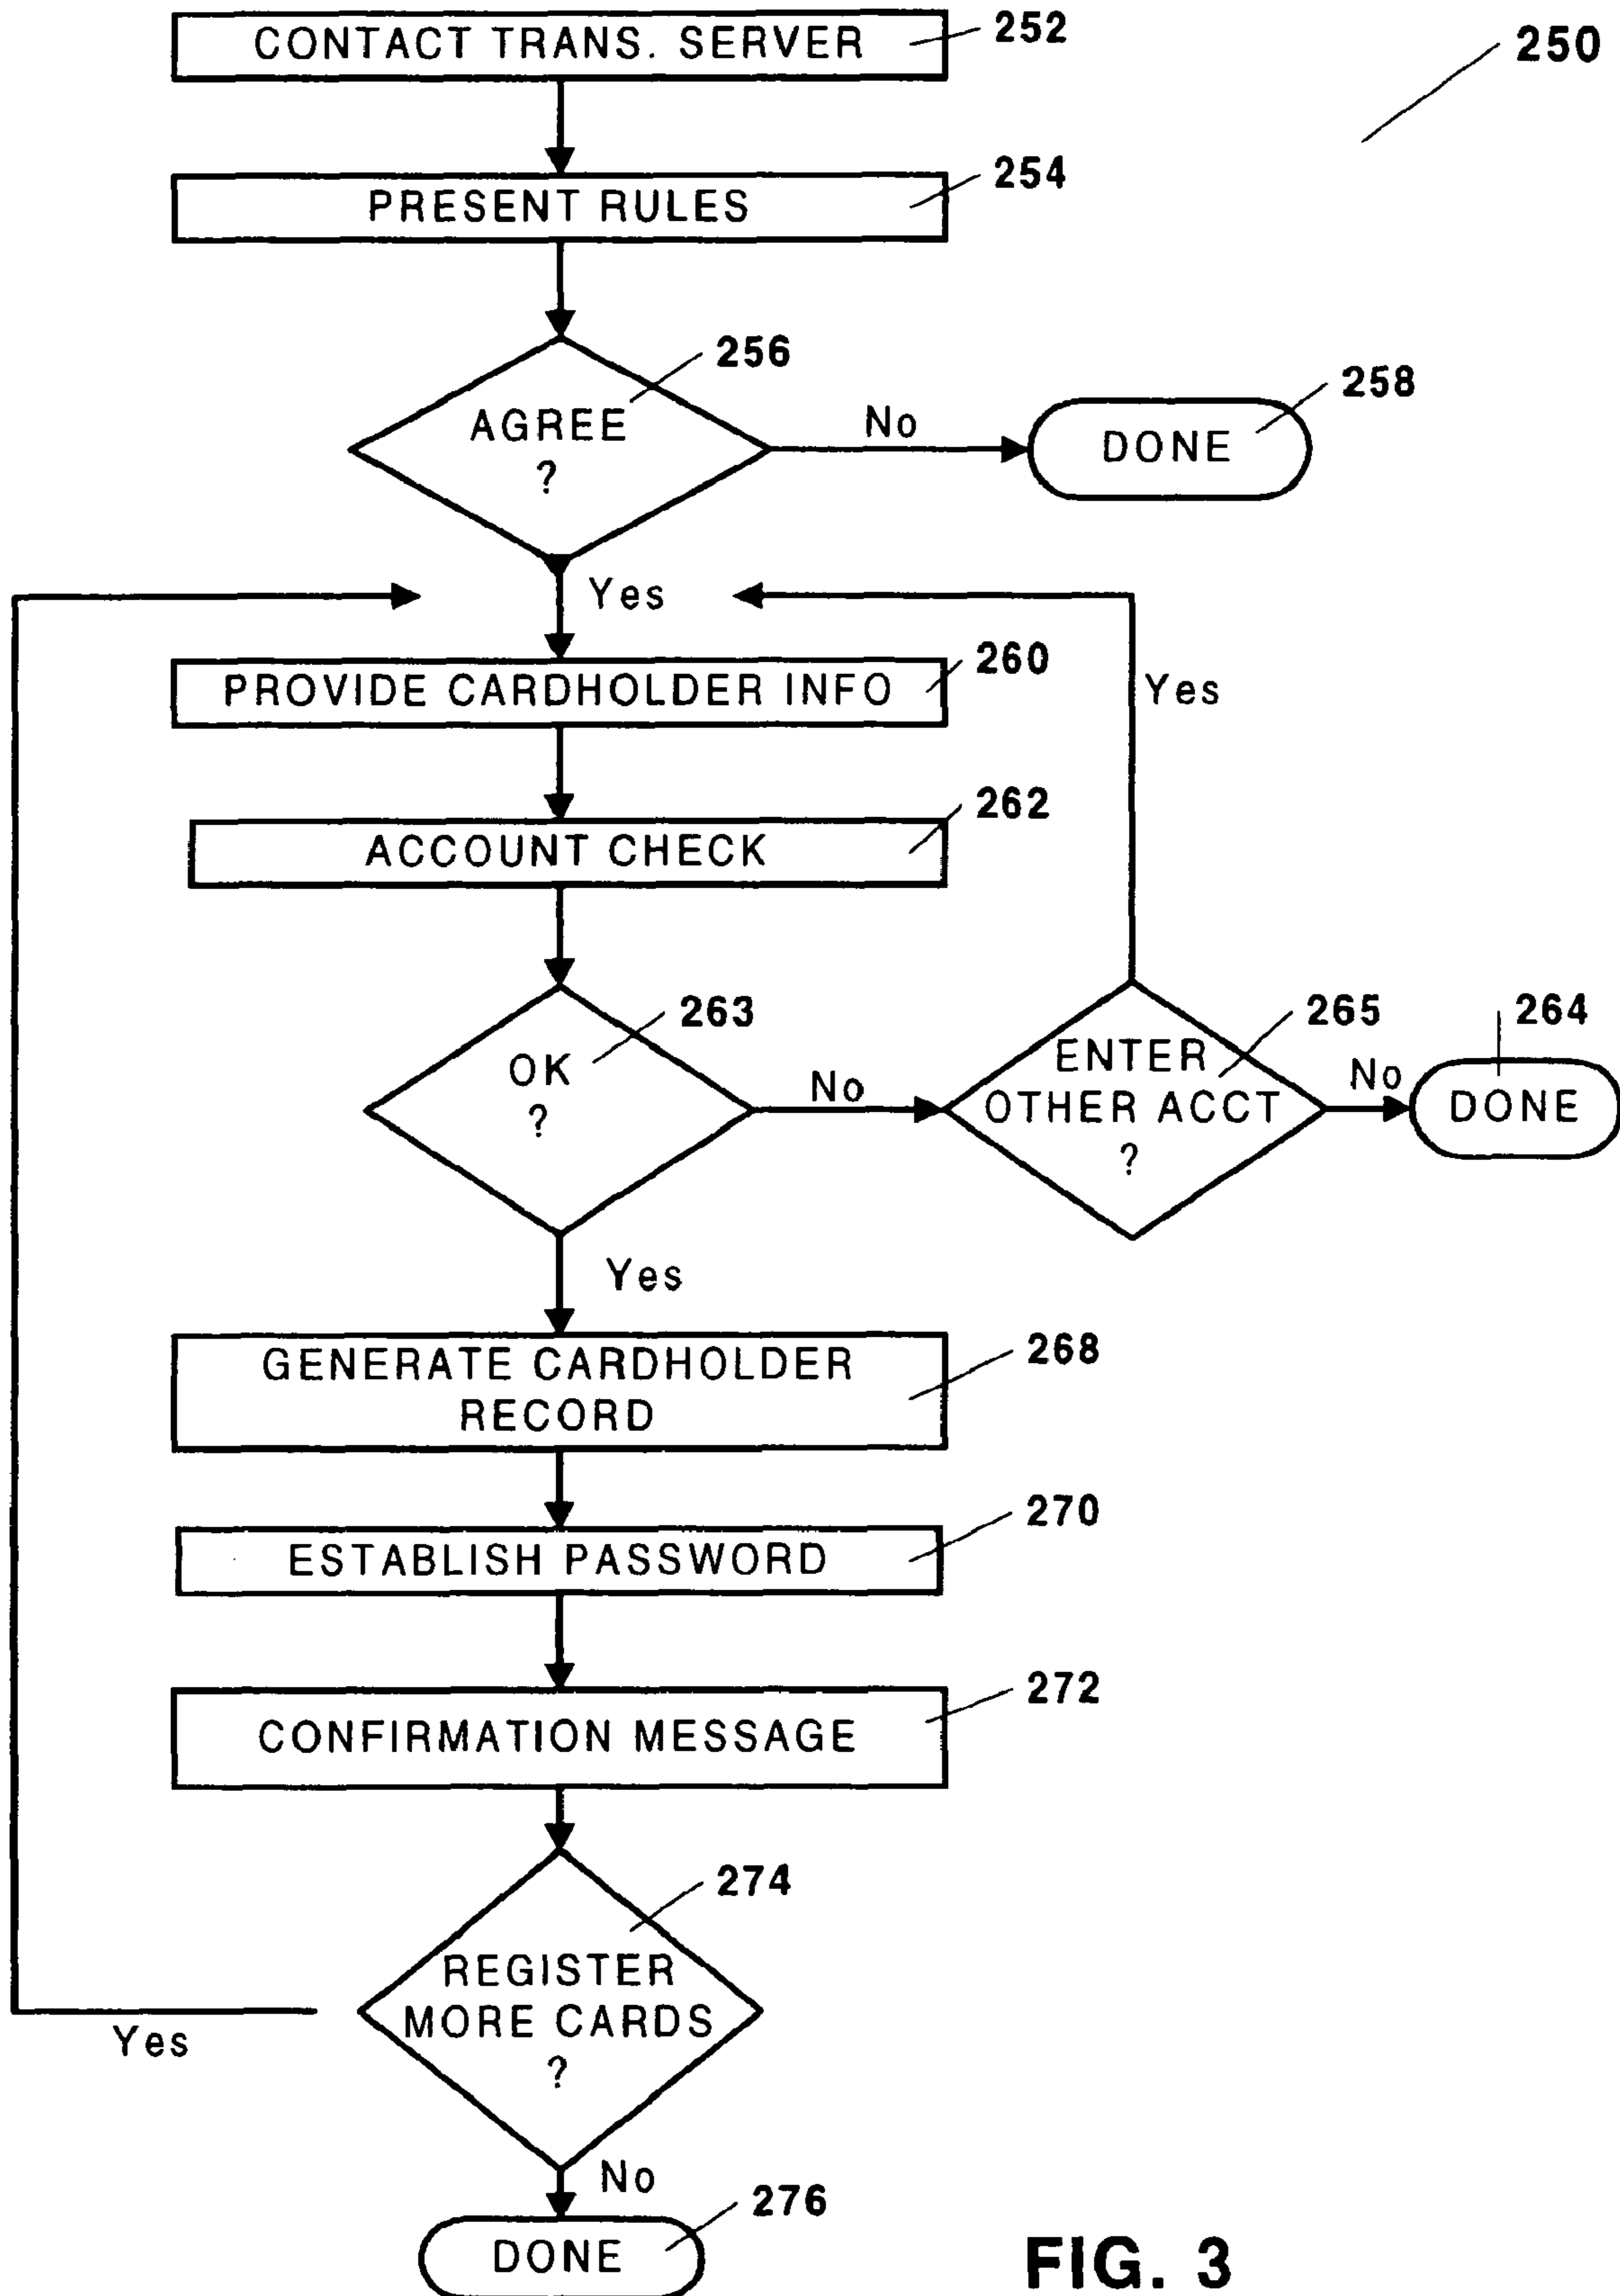 CONTACT TRANS. SERVER
252
250
PRESENT RULES
254
256
AGREE
?
No
258
DONE
Yes
Yes
260
PROVIDE CARDHOLDER INFO
262
ACCOUNT CHECK
263
OK
?
No
265
ENTER
OTHER ACCT
?
No
264
DONE
Yes
268
GENERATE CARDHOLDER
RECORD
270
ESTABLISH PASSWORD
272
CONFIRMATION MESSAGE
274
REGISTER
MORE CARDS
?
Yes
No
276
DONE
FIG. 3